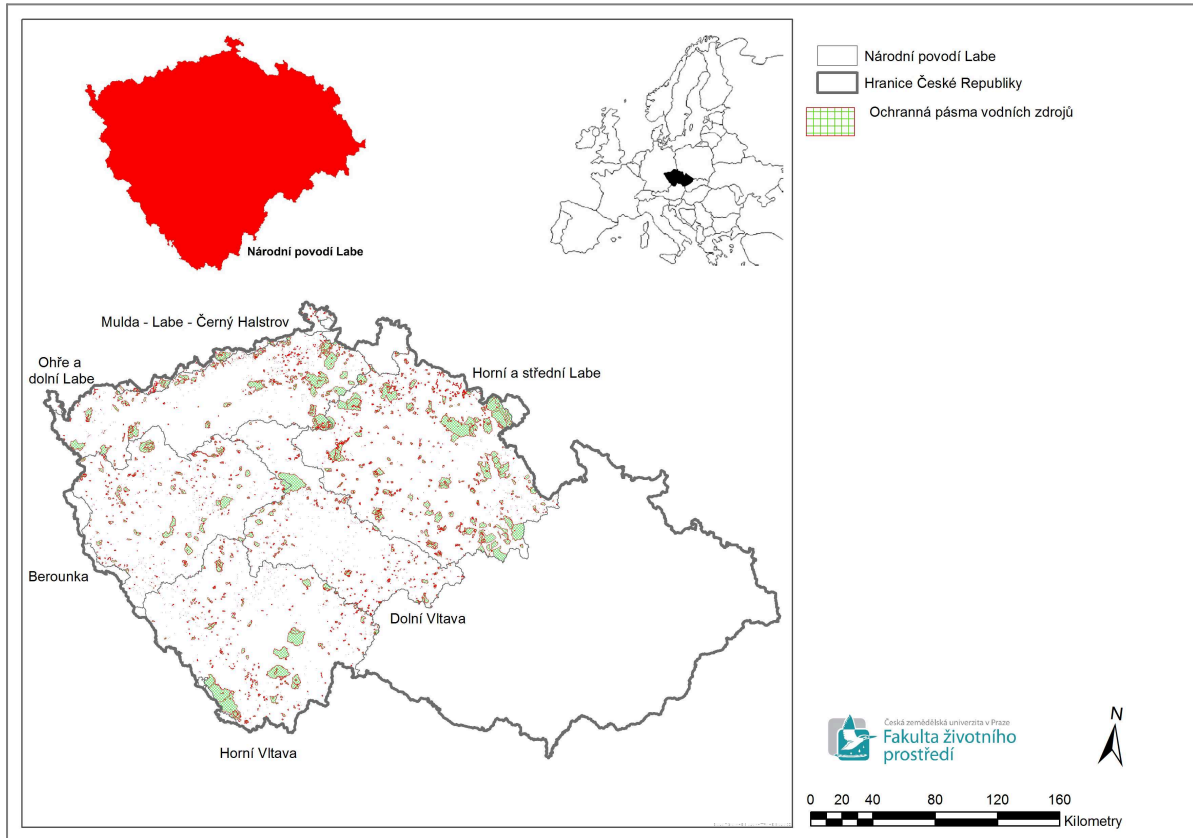 Národní povodí Labe
Národní povodí Labe
Hranice České Republiky
Ochranná pásma vodních zdrojů
Mulda - Labe - Černý Halstrov
Ohře a
dolní Labe
Horní a střední Labe
Berounka
Dolní Vltava
Horní Vltava
Česká zemědělská univerzita v Praze
Fakulta životního
prostředí
N
0 20 40 80 120 160
Kilometry